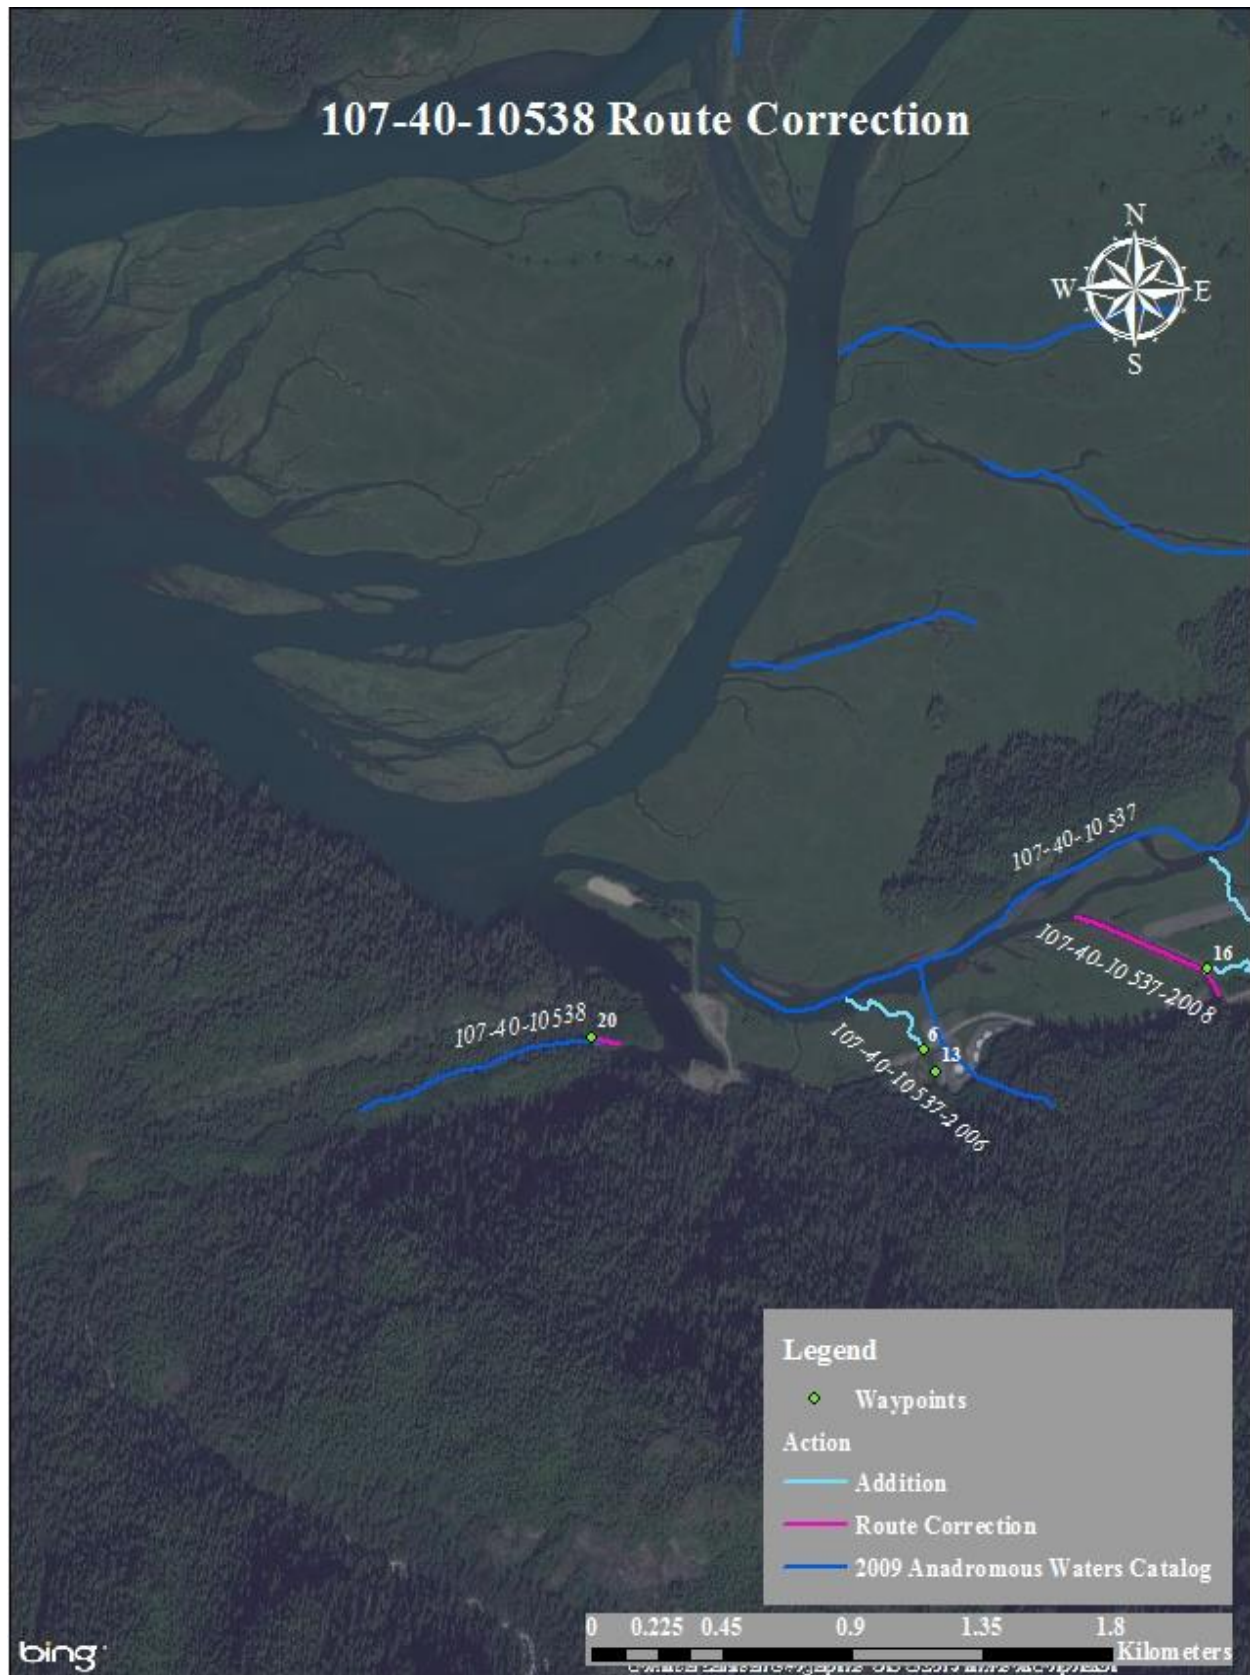 107-40-10538 Route Correction
N
W
E
S
107-40-10537
107-40-10537-2008
16
107-40-10538
20
6
13
107-40-10537-2006
Legend
Waypoints
Action
Addition
Route Correction
2009 Anadromous Waters Catalog
0 0.225 0.45 0.9 1.35 1.8
Kilometers
bing